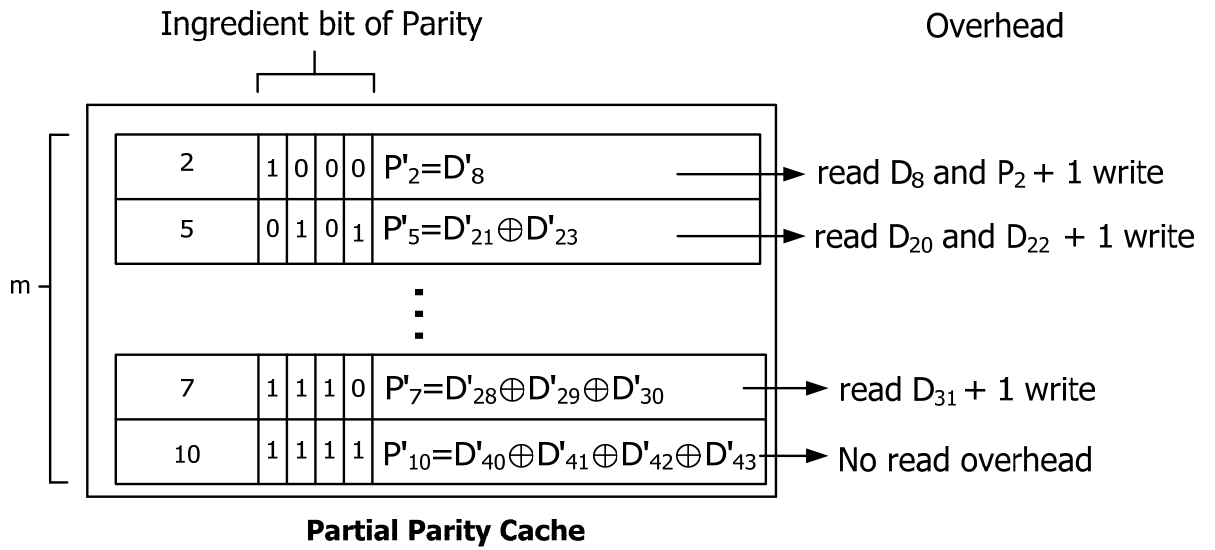 Ingredient bit of Parity
Overhead
2 1 0 0 0 P'₂=D'₈ read D₈ and P₂ + 1 write
5 0 1 0 1 P'₅=D'₂₁⊕D'₂₃ read D₂₀ and D₂₂ + 1 write
m
7 1 1 1 0 P'₇=D'₂₈⊕D'₂₉⊕D'₃₀ read D₃₁ + 1 write
10 1 1 1 1 P'₁₀=D'₄₀⊕D'₄₁⊕D'₄₂⊕D'₄₃ No read overhead
Partial Parity Cache